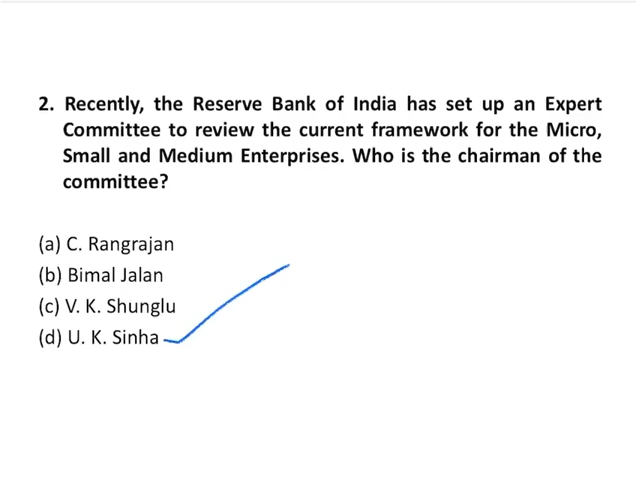 2. Recently, the Reserve Bank of India has set up an Expert
Committee to review the current framework for the Micro,
Small and Medium Enterprises. Who is the chairman of the
committee?
(a) C. Rangrajan
(b) Bimal Jalan
(c) V. K. Shunglu
(d) U. K. Sinha